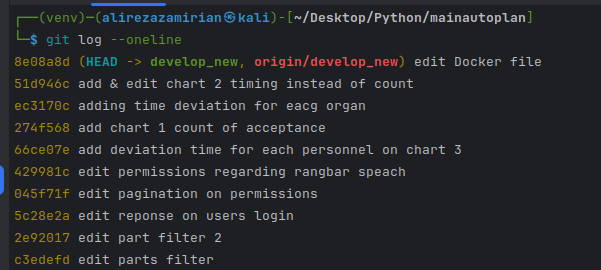 ┌──(venv)─(alirezazamirian㉿kali)-[~/Desktop/Python/mainautoplan]
└─$ git log --oneline
8e08a8d (HEAD -> develop_new, origin/develop_new) edit Docker file
51d946c add & edit chart 2 timing instead of count
ec3170c adding time deviation for eacg organ
274f568 add chart 1 count of acceptance
66ce07e add deviation time for each personnel on chart 3
429981c edit permissions regarding rangbar speach
045f71f edit pagination on permissions
5c28e2a edit reponse on users login
2e92017 edit part filter 2
c3edefd edit parts filter